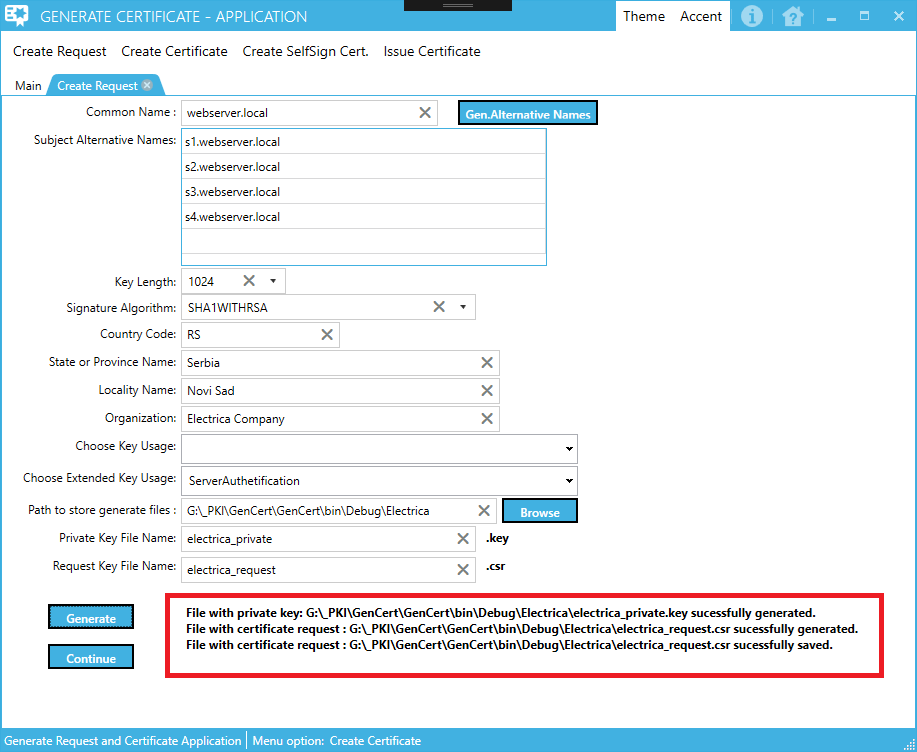 GENERATE CERTIFICATE - APPLICATION
Theme Accent
Create Request Create Certificate Create SelfSign Cert. Issue Certificate
Main Create Request
Common Name : webserver.local Gen.Alternative Names
Subject Alternative Names: s1.webserver.local
s2.webserver.local
s3.webserver.local
s4.webserver.local
Key Length: 1024
Signature Algorithm: SHA1WITHRSA
Country Code: RS
State or Province Name: Serbia
Locality Name: Novi Sad
Organization: Electrica Company
Choose Key Usage:
Choose Extended Key Usage: ServerAuthetification
Path to store generate files : G:\_PKI\GenCert\GenCert\bin\Debug\Electrica Browse
Private Key File Name: electrica_private .key
Request Key File Name: electrica_request .csr
Generate
File with private key: G:\_PKI\GenCert\GenCert\bin\Debug\Electrica\electrica_private.key sucessfully generated.
File with certificate request : G:\_PKI\GenCert\GenCert\bin\Debug\Electrica\electrica_request.csr sucessfully generated.
File with certificate request : G:\_PKI\GenCert\GenCert\bin\Debug\Electrica\electrica_request.csr sucessfully saved.
Continue
Generate Request and Certificate Application Menu option: Create Certificate